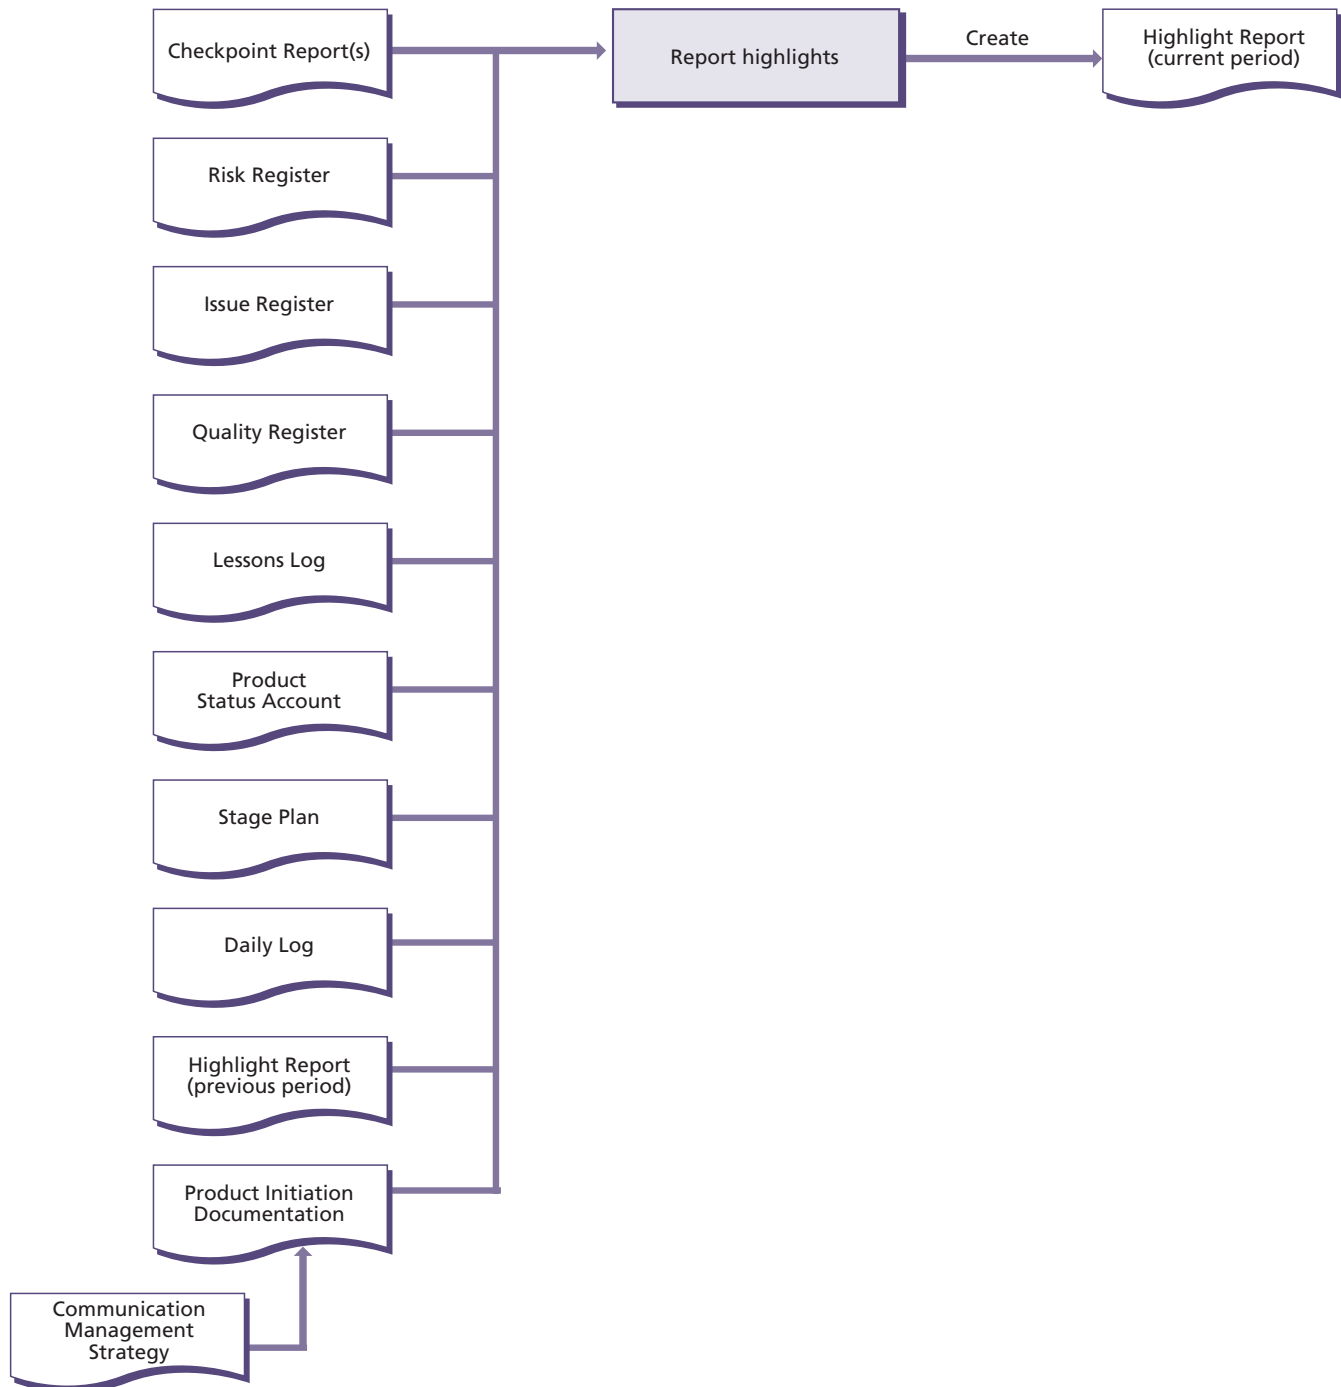 Checkpoint Report(s)
Report highlights
Create
Highlight Report
(current period)
Risk Register
Issue Register
Quality Register
Lessons Log
Product
Status Account
Stage Plan
Daily Log
Highlight Report
(previous period)
Product Initiation
Documentation
Communication
Management
Strategy